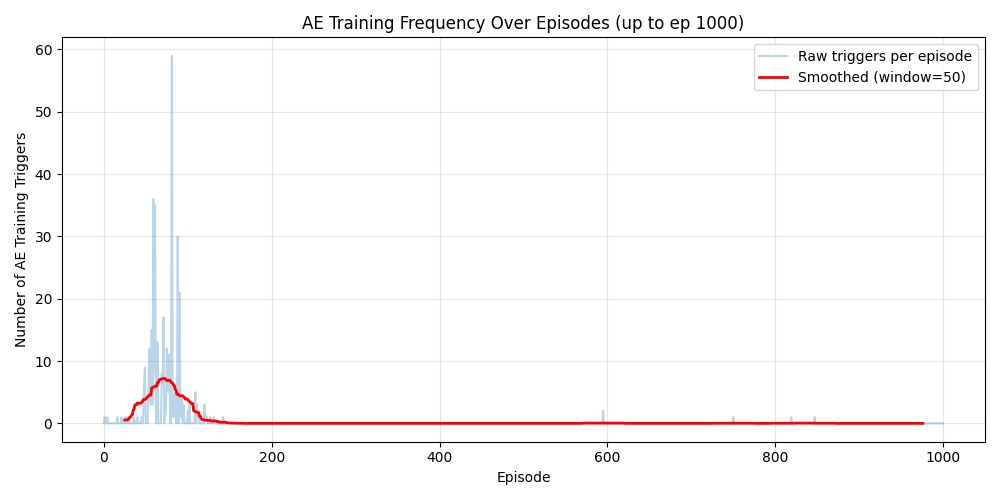 AE Training Frequency Over Episodes (up to ep 1000)
Raw triggers per episode
Smoothed (window=50)
Number of AE Training Triggers
60
50
40
30
20
10
0
0
200
400
600
800
1000
Episode